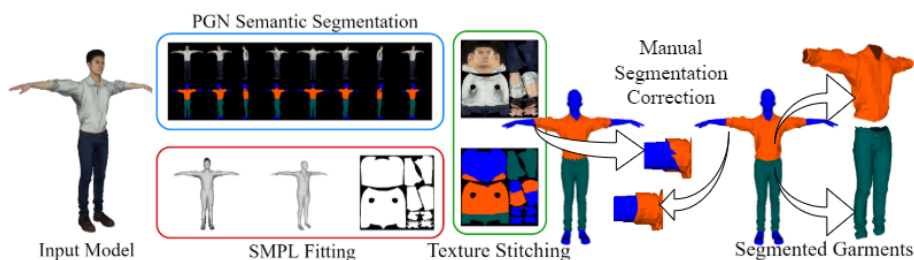 PGN Semantic Segmentation
Manual
Segmentation
Correction
Input Model
SMPL Fitting
Texture Stitching
Segmented Garments